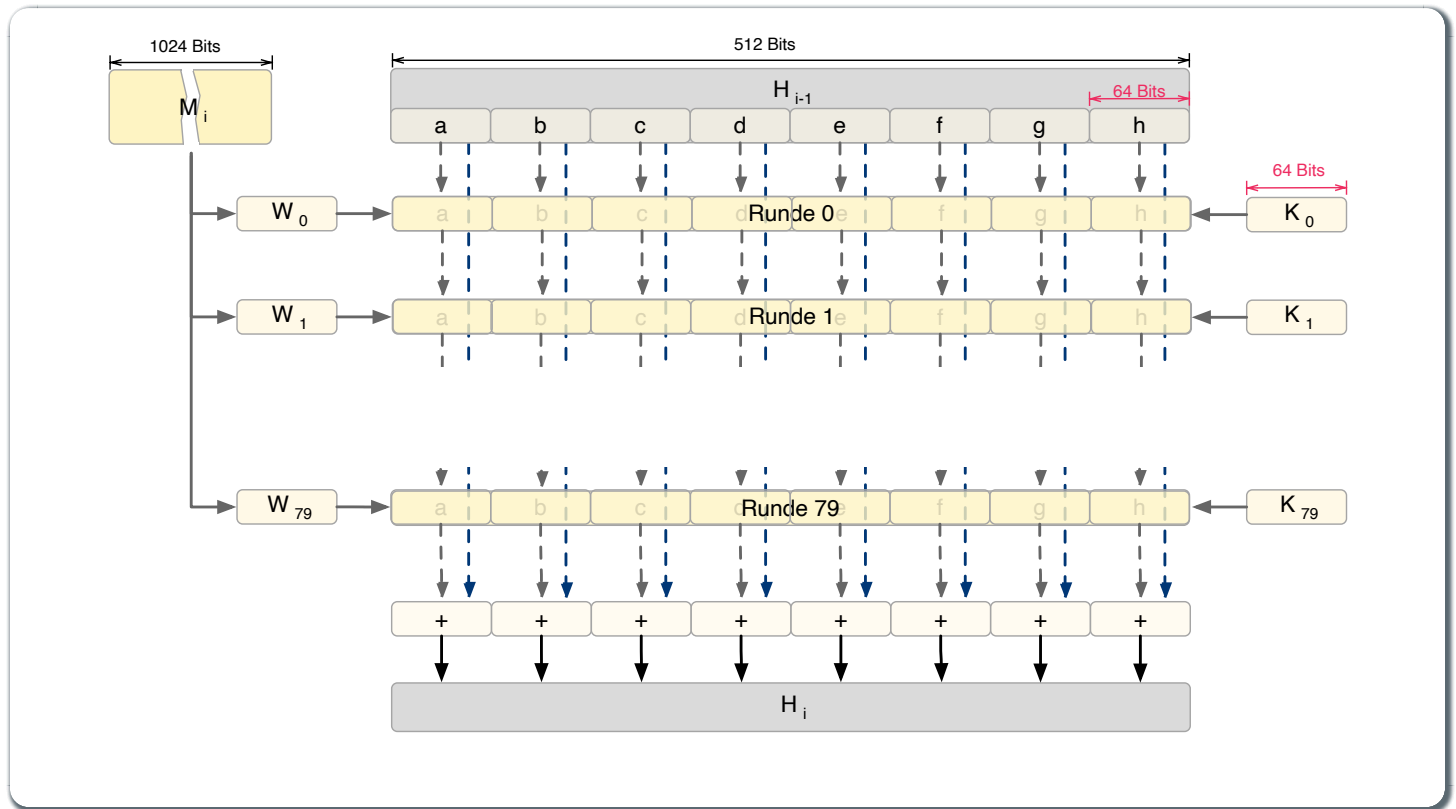 1024 Bits
512 Bits
M i
H i-1
64 Bits
a b c d e f g h
64 Bits
W 0
a b c d Runde 0 e f g h
K 0
W 1
a b c d Runde 1 e f g h
K 1
W 79
a b c d Runde 79 e f g h
K 79
+ + + + + + + +
H i